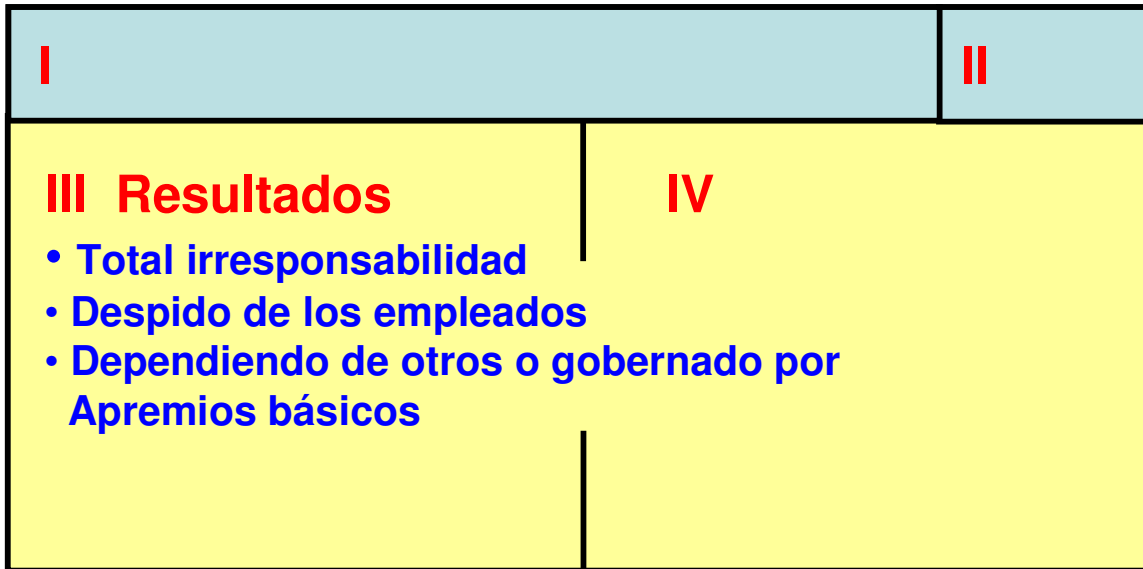 I II
III Resultados IV
• Total irresponsabilidad
• Despido de los empleados
• Dependiendo de otros o gobernado por
Apremios básicos